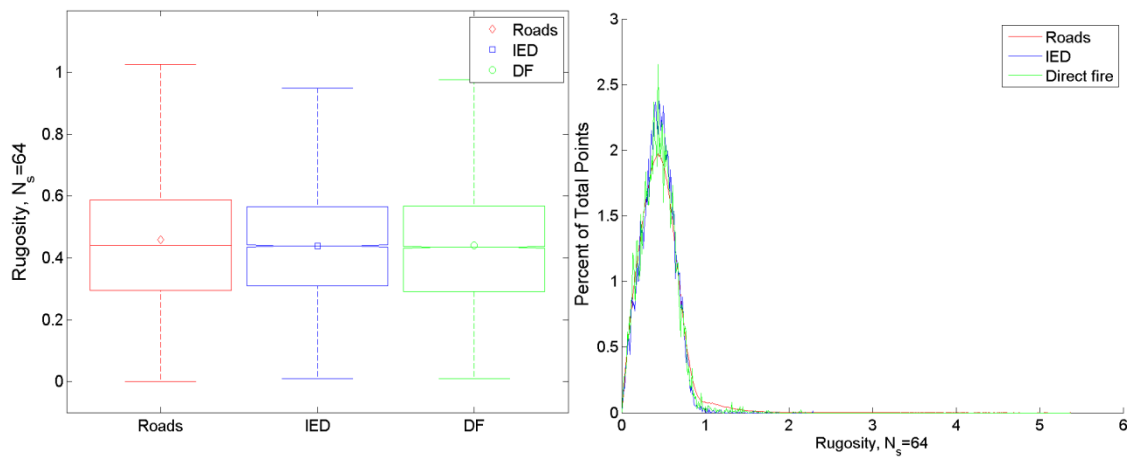 Roads
IED
DF
1
0.8
0.6
0.4
0.2
0
Rugosity, N_s=64
Roads IED DF
3
2.5
2
1.5
1
0.5
0
Percent of Total Points
Roads
IED
Direct fire
0 1 2 3 4 5 6
Rugosity, N_s=64